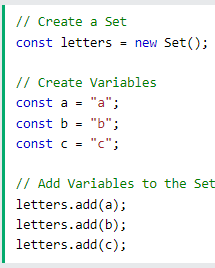 // Create a Set
const letters = new Set();
// Create Variables
const a = "a";
const b = "b";
const c = "c";
// Add Variables to the Set
letters.add(a);
letters.add(b);
letters.add(c);